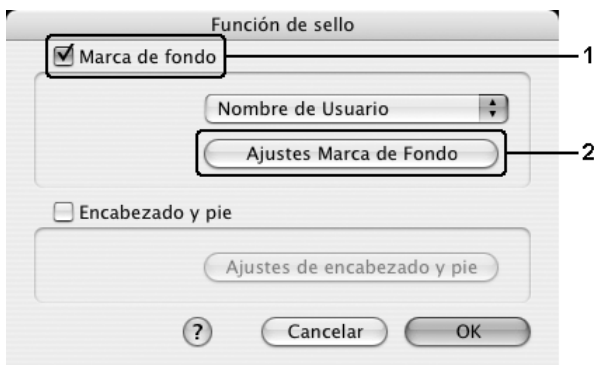 Función de sello
Marca de fondo
1
Nombre de Usuario
Ajustes Marca de Fondo
2
Encabezado y pie
Ajustes de encabezado y pie
?
Cancelar
OK